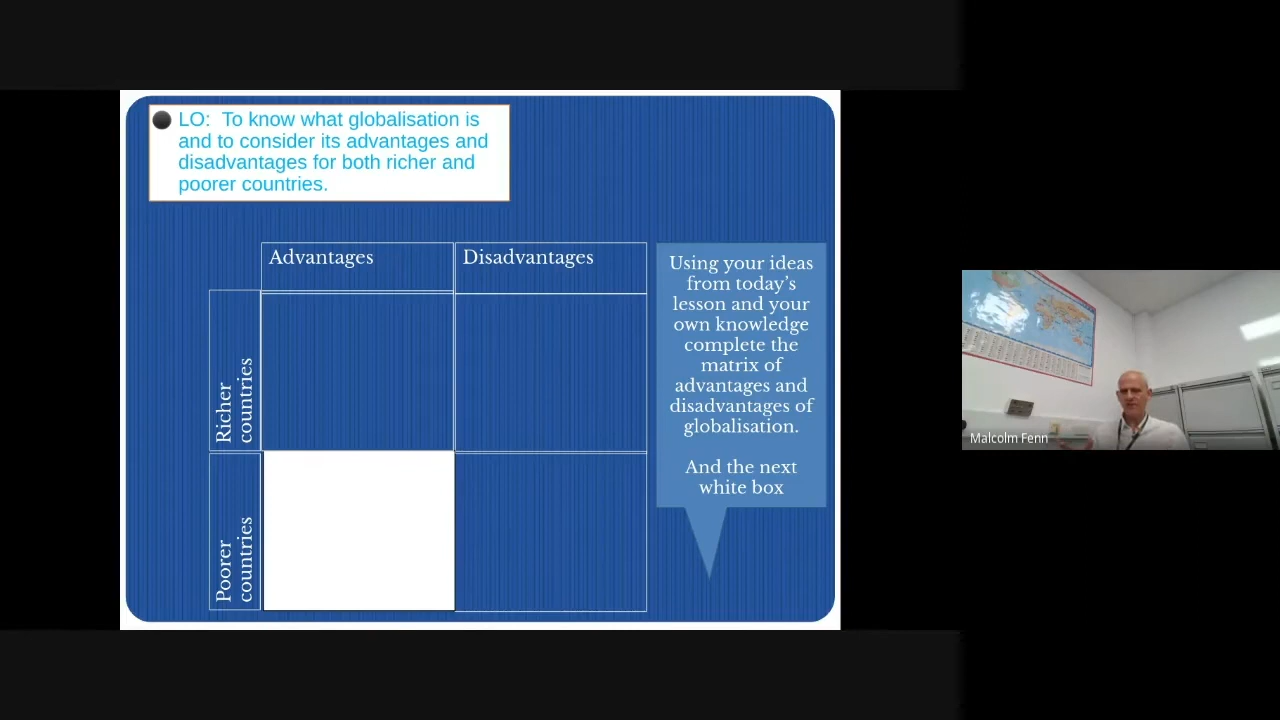 LO:  To know what globalisation is
and to consider its advantages and
disadvantages for both richer and
poorer countries.
Advantages
Disadvantages
Richer
countries
Poorer
countries
Using your ideas
from today’s
lesson and your
own knowledge
complete the
matrix of
advantages and
disadvantages of
globalisation.
And the next
white box
Malcolm Fenn